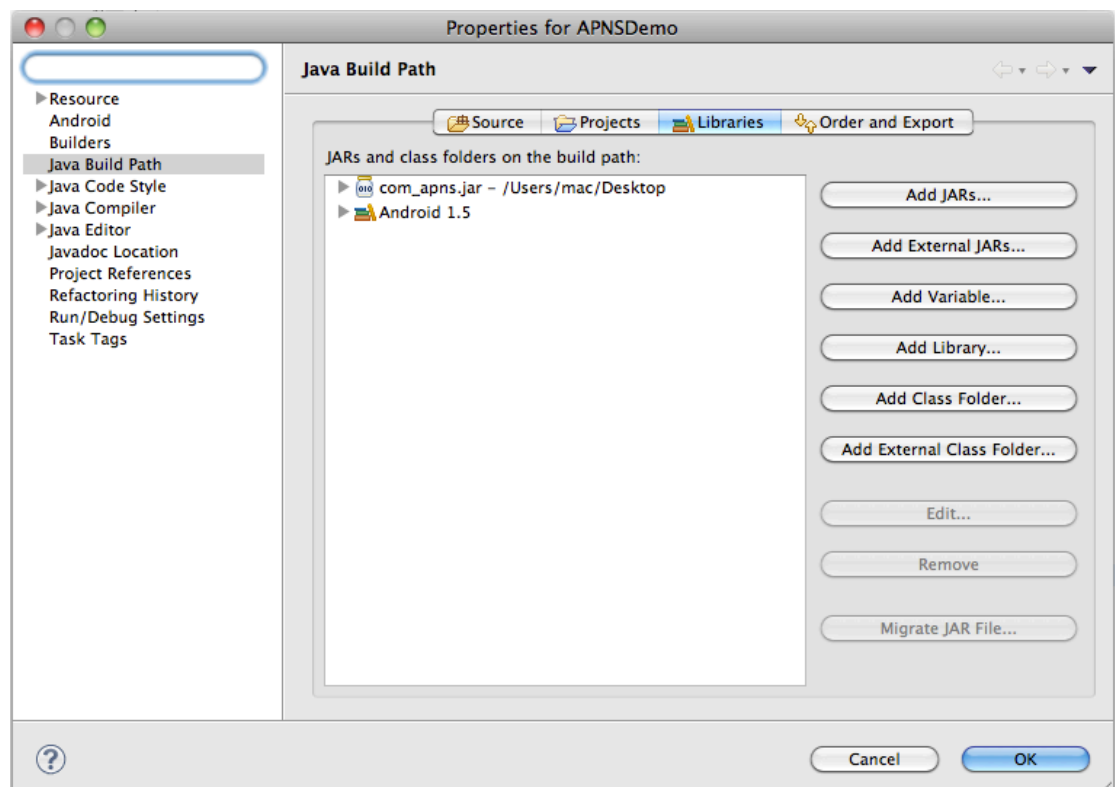 Properties for APNSDemo
Java Build Path
Resource
Android
Builders
Java Build Path
Java Code Style
Java Compiler
Java Editor
Javadoc Location
Project References
Refactoring History
Run/Debug Settings
Task Tags
Source Projects Libraries Order and Export
JARs and class folders on the build path:
010 com_apns.jar – /Users/mac/Desktop
Android 1.5
Add JARs...
Add External JARs...
Add Variable...
Add Library...
Add Class Folder...
Add External Class Folder...
Edit...
Remove
Migrate JAR File...
?
Cancel OK